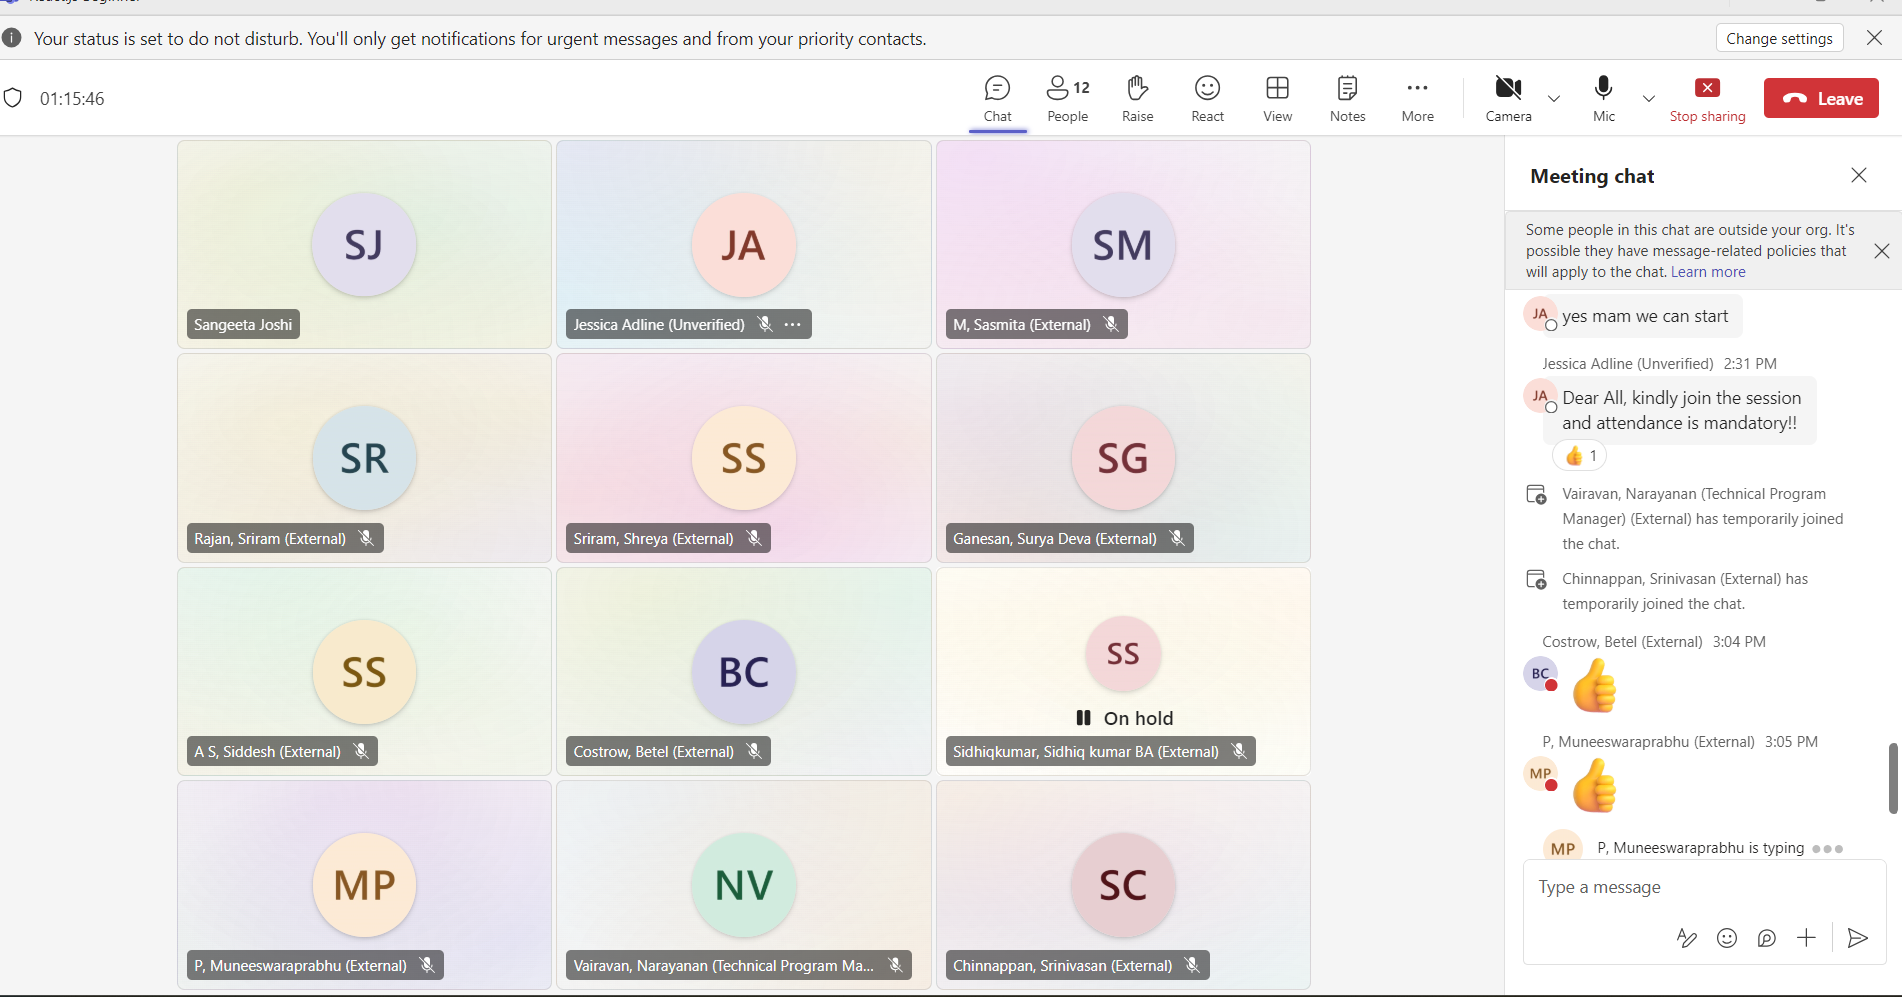 Your status is set to do not disturb. You'll only get notifications for urgent messages and from your priority contacts.
Change settings
01:15:46
Chat
People
12
Raise
React
View
Notes
More
Camera
Mic
Stop sharing
Leave
SJ
Sangeeta Joshi
JA
Jessica Adline (Unverified)
SM
M, Sasmita (External)
SR
Rajan, Sriram (External)
SS
Sriram, Shreya (External)
SG
Ganesan, Surya Deva (External)
SS
A S, Siddesh (External)
BC
Costrow, Betel (External)
SS
On hold
Sidhiqkumar, Sidhiq kumar BA (External)
MP
P, Muneeswaraprabhu (External)
NV
Vairavan, Narayanan (Technical Program Ma...
SC
Chinnappan, Srinivasan (External)
Meeting chat
Some people in this chat are outside your org. It's
possible they have message-related policies that
will apply to the chat. Learn more
JA
yes mam we can start
Jessica Adline (Unverified) 2:31 PM
JA
Dear All, kindly join the session
and attendance is mandatory!!
👍 1
Vairavan, Narayanan (Technical Program
Manager) (External) has temporarily joined
the chat.
Chinnappan, Srinivasan (External) has
temporarily joined the chat.
Costrow, Betel (External) 3:04 PM
BC
P, Muneeswaraprabhu (External) 3:05 PM
MP
MP
P, Muneeswaraprabhu is typing
Type a message